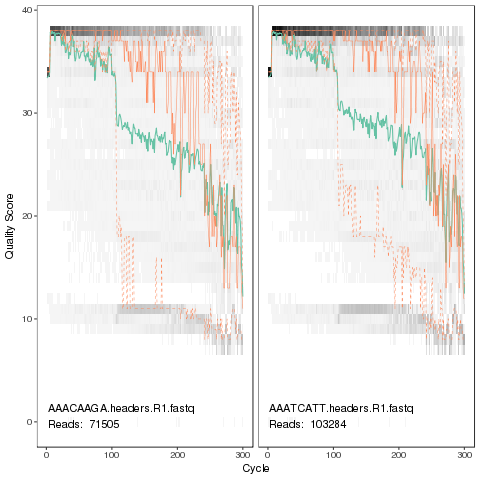 40
30
20
10
0
Quality Score
AAACAAGA.headers.R1.fastq
Reads: 71505
AAATCATT.headers.R1.fastq
Reads: 103284
0 100 200 300 0 100 200 300
Cycle